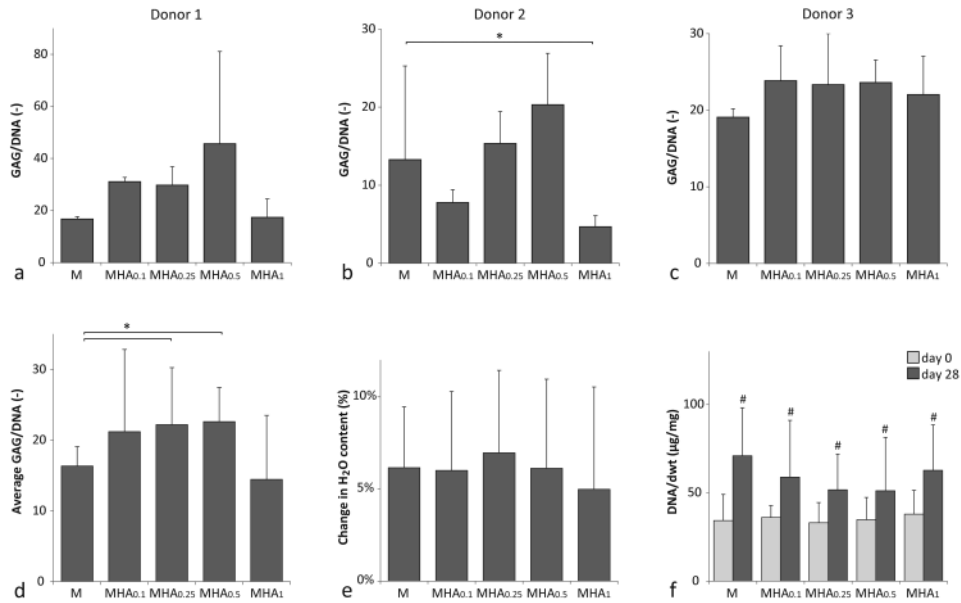 Donor 1
GAG/DNA (-)
80
60
40
20
0
M MHA0.1 MHA0.25 MHA0.5 MHA1
a
Donor 2
*
GAG/DNA (-)
30
20
10
0
M MHA0.1 MHA0.25 MHA0.5 MHA1
b
Donor 3
GAG/DNA (-)
30
20
10
0
M MHA0.1 MHA0.25 MHA0.5 MHA1
c
*
Average GAG/DNA (-)
30
20
10
0
M MHA0.1 MHA0.25 MHA0.5 MHA1
d
Change in H2O content (%)
10%
5%
0%
M MHA0.1 MHA0.25 MHA0.5 MHA1
e
day 0
day 28
# # # # #
DNA/dwt (µg/mg)
100
50
0
M MHA0.1 MHA0.25 MHA0.5 MHA1
f